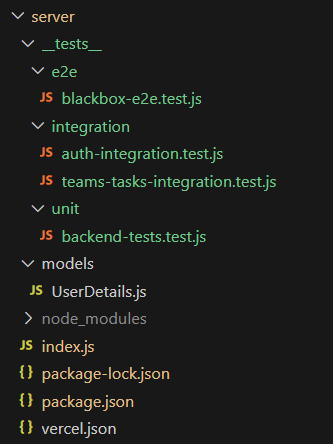 server
__tests__
e2e
JS blackbox-e2e.test.js
integration
JS auth-integration.test.js
JS teams-tasks-integration.test.js
unit
JS backend-tests.test.js
models
JS UserDetails.js
node_modules
JS index.js
{} package-lock.json
{} package.json
{} vercel.json